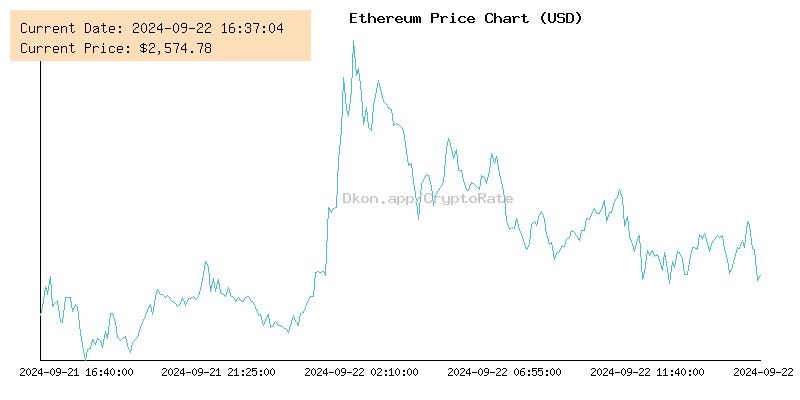 Ethereum Price Chart (USD)
Current Date: 2024-09-22 16:37:04
Current Price: $2,574.78
Dkon.app/CryptoRate
2024-09-21 16:40:00 2024-09-21 21:25:00 2024-09-22 02:10:00 2024-09-22 06:55:00 2024-09-22 11:40:00 2024-09-22